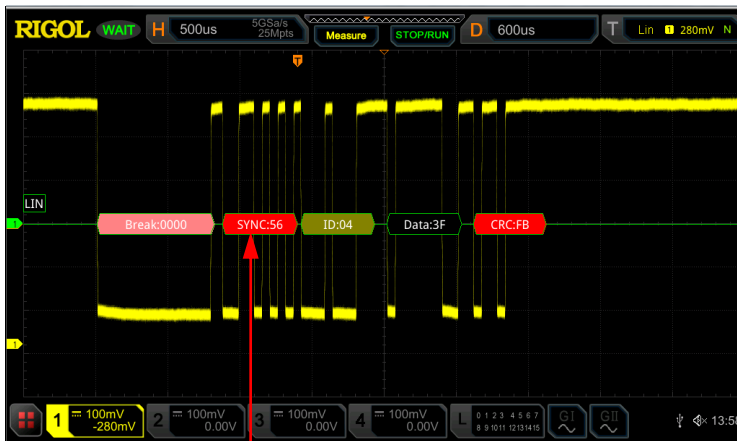 RIGOL WAIT H 500us 5GSa/s 25Mpts Measure STOP/RUN D 600us T Lin 1 280mV N
T
LIN
1 Break:0000 SYNC:56 ID:04 Data:3F CRC:FB
1
1 100mV -280mV 2 100mV 0.00V 3 100mV 0.00V 4 100mV 0.00V L 0 1 2 3 4 5 6 7 8 9 10 11 12 13 14 15 GI GII 13:58